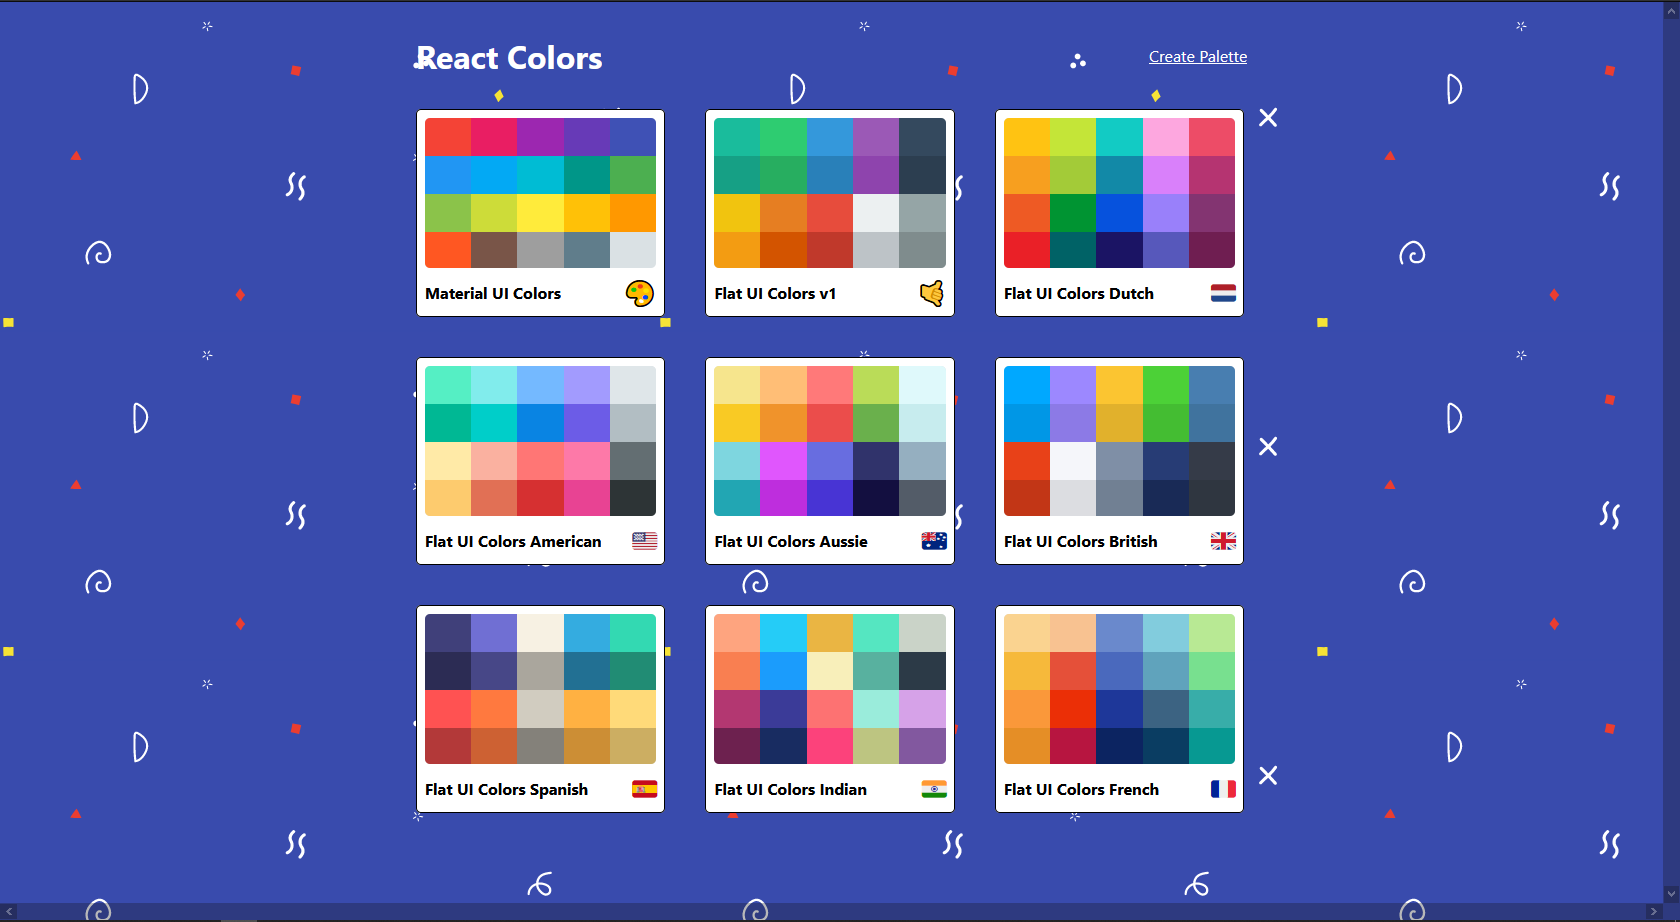 React Colors
Create Palette
Material UI Colors
Flat UI Colors v1
Flat UI Colors Dutch
Flat UI Colors American
Flat UI Colors Aussie
Flat UI Colors British
Flat UI Colors Spanish
Flat UI Colors Indian
Flat UI Colors French